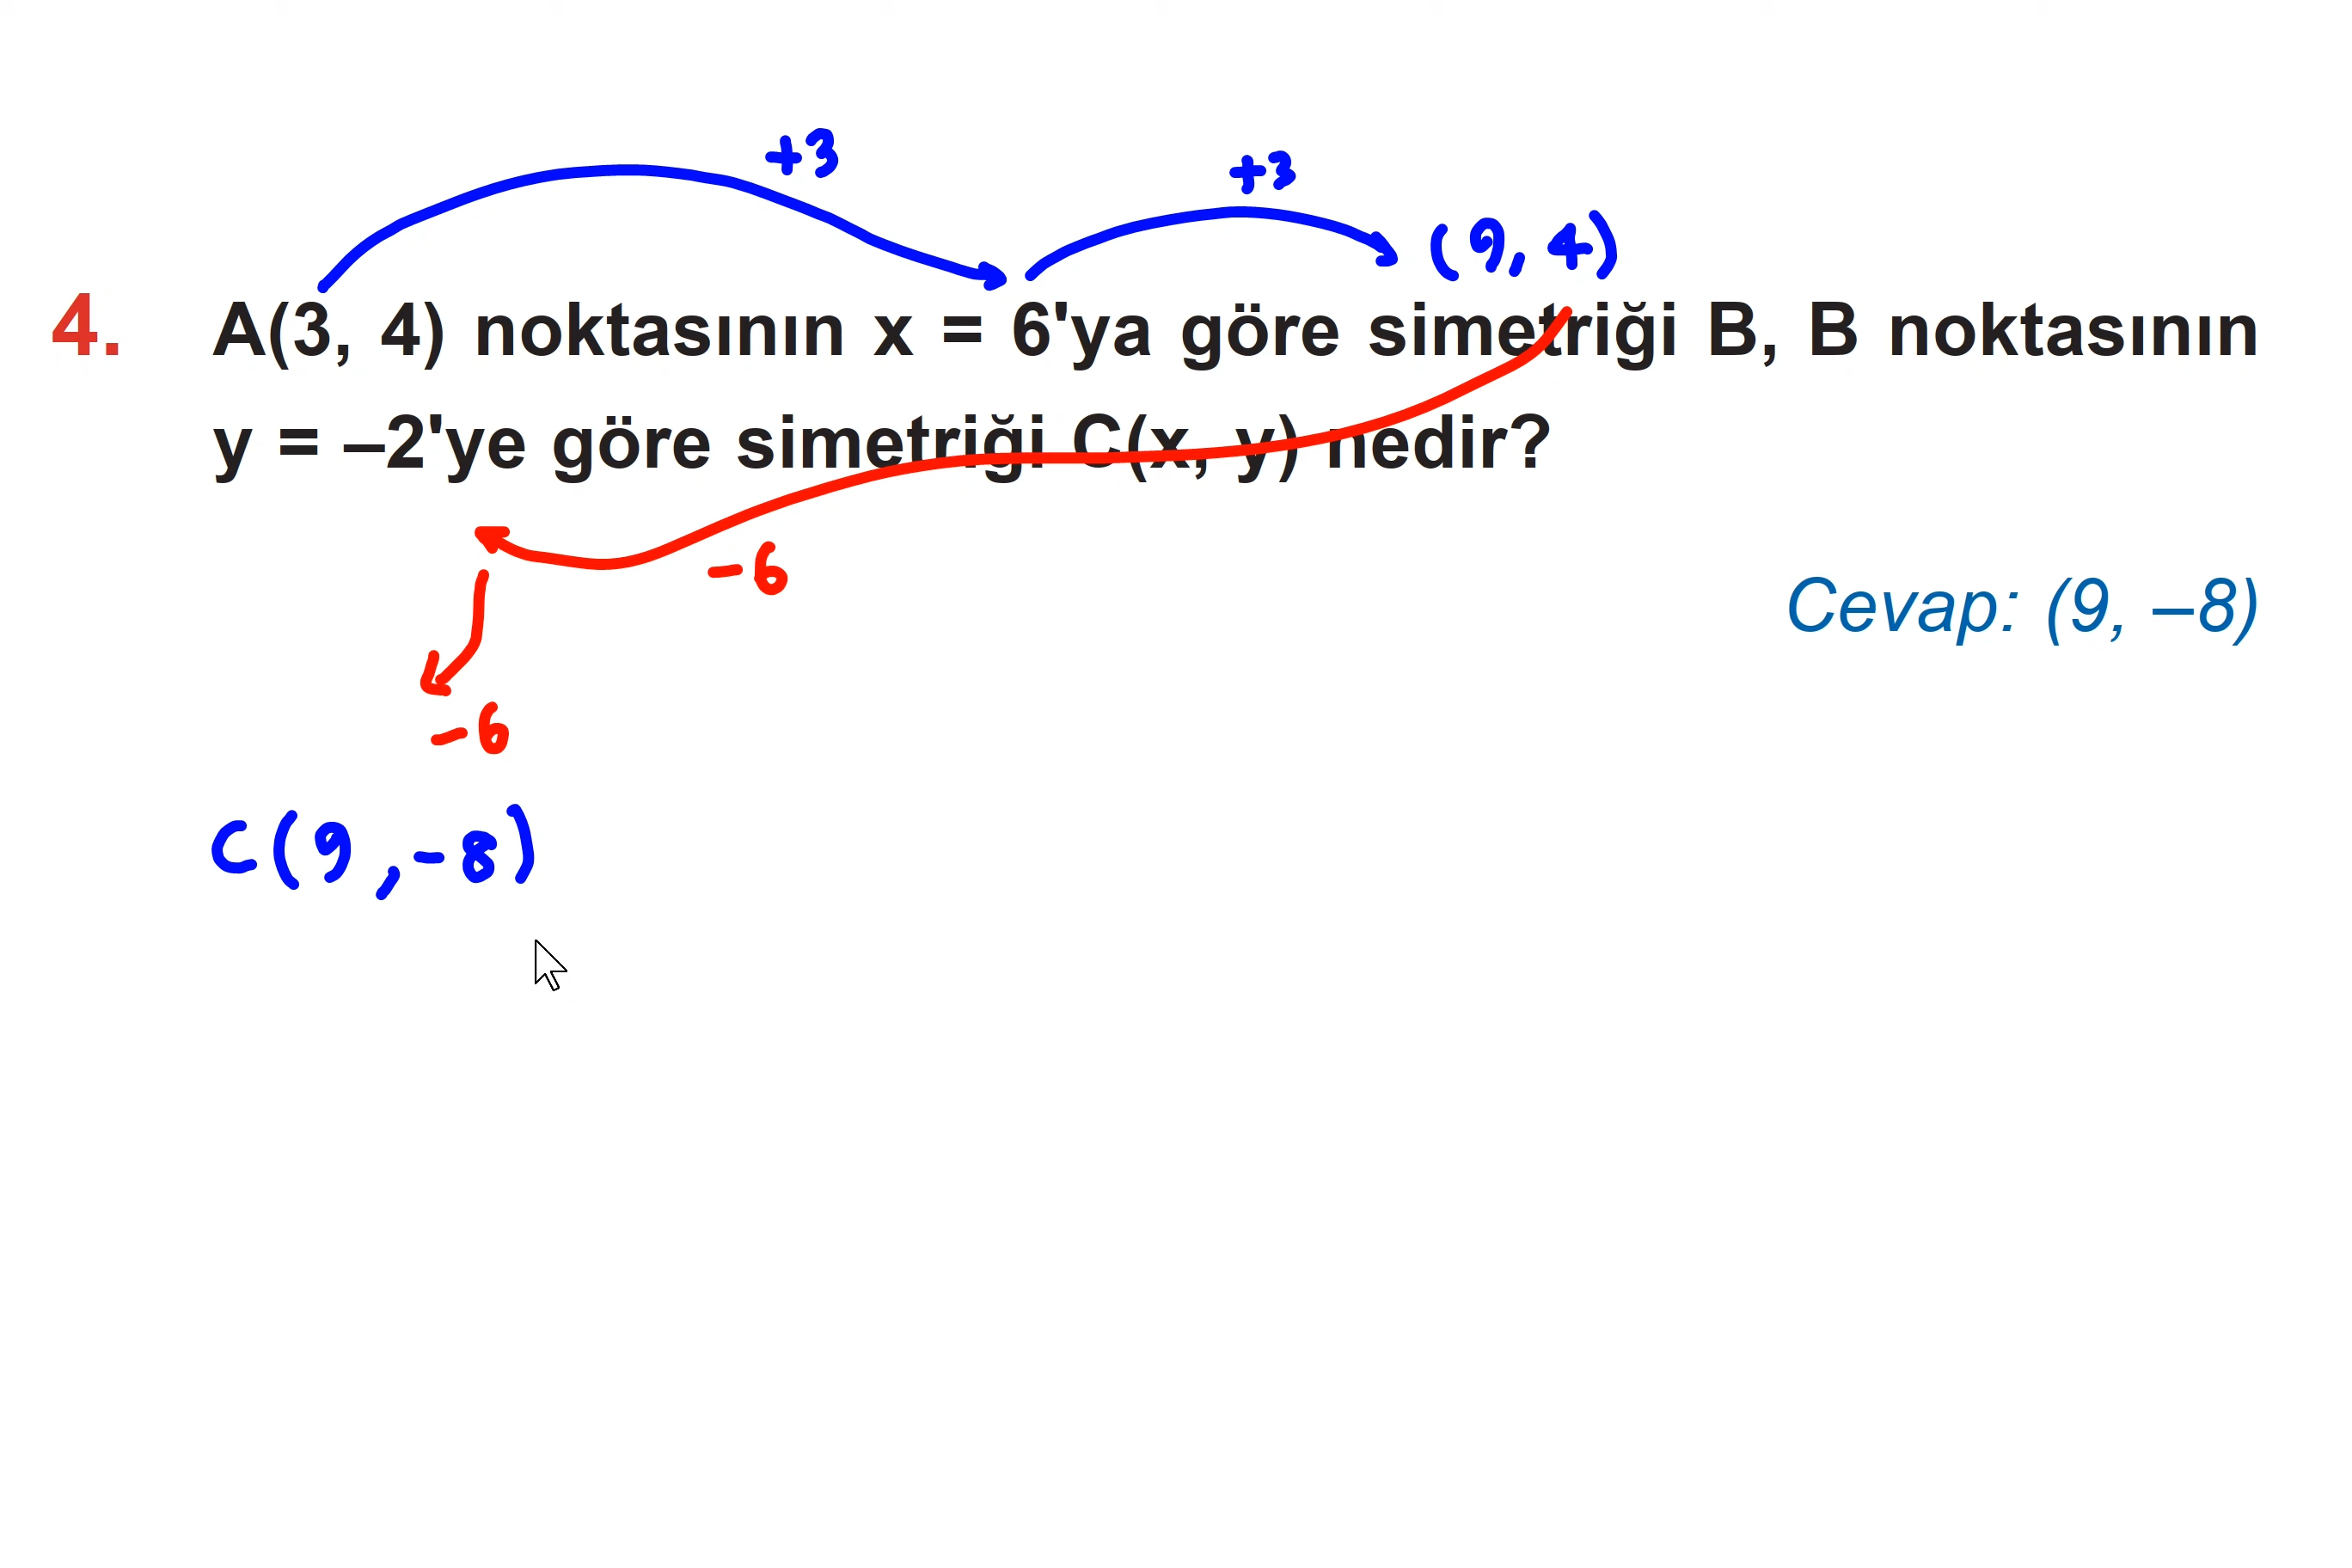 +3 +3
(9, 4)
4. A(3, 4) noktasının x = 6'ya göre simetriği B, B noktasının
y = –2'ye göre simetriği C(x, y) nedir?
-6
Cevap: (9, –8)
-6
C(9,-8)